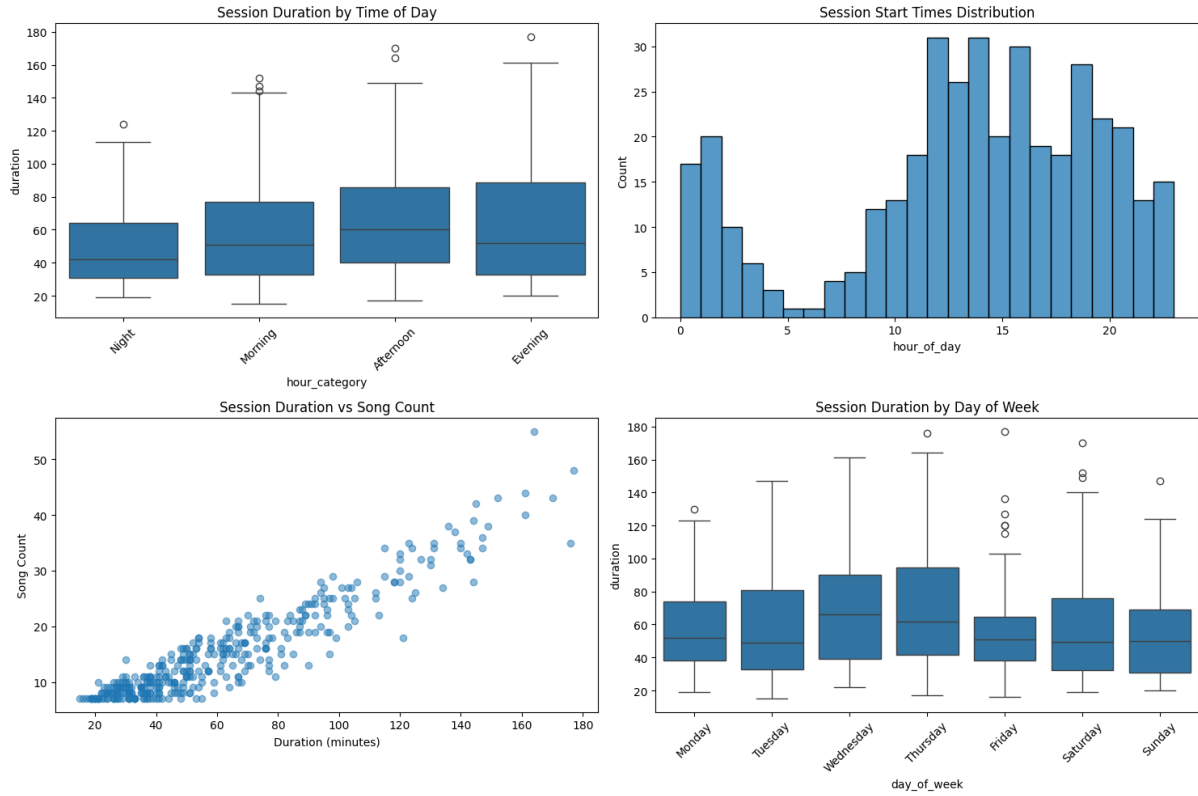 Session Duration by Time of Day
180
160
140
120
100
80
60
40
20
duration
Night
Morning
Afternoon
Evening
hour_category
Session Start Times Distribution
30
25
20
15
10
5
0
Count
0 5 10 15 20
hour_of_day
Session Duration vs Song Count
50
40
30
20
10
Song Count
20 40 60 80 100 120 140 160 180
Duration (minutes)
Session Duration by Day of Week
180
160
140
120
100
80
60
40
20
duration
Monday
Tuesday
Wednesday
Thursday
Friday
Saturday
Sunday
day_of_week